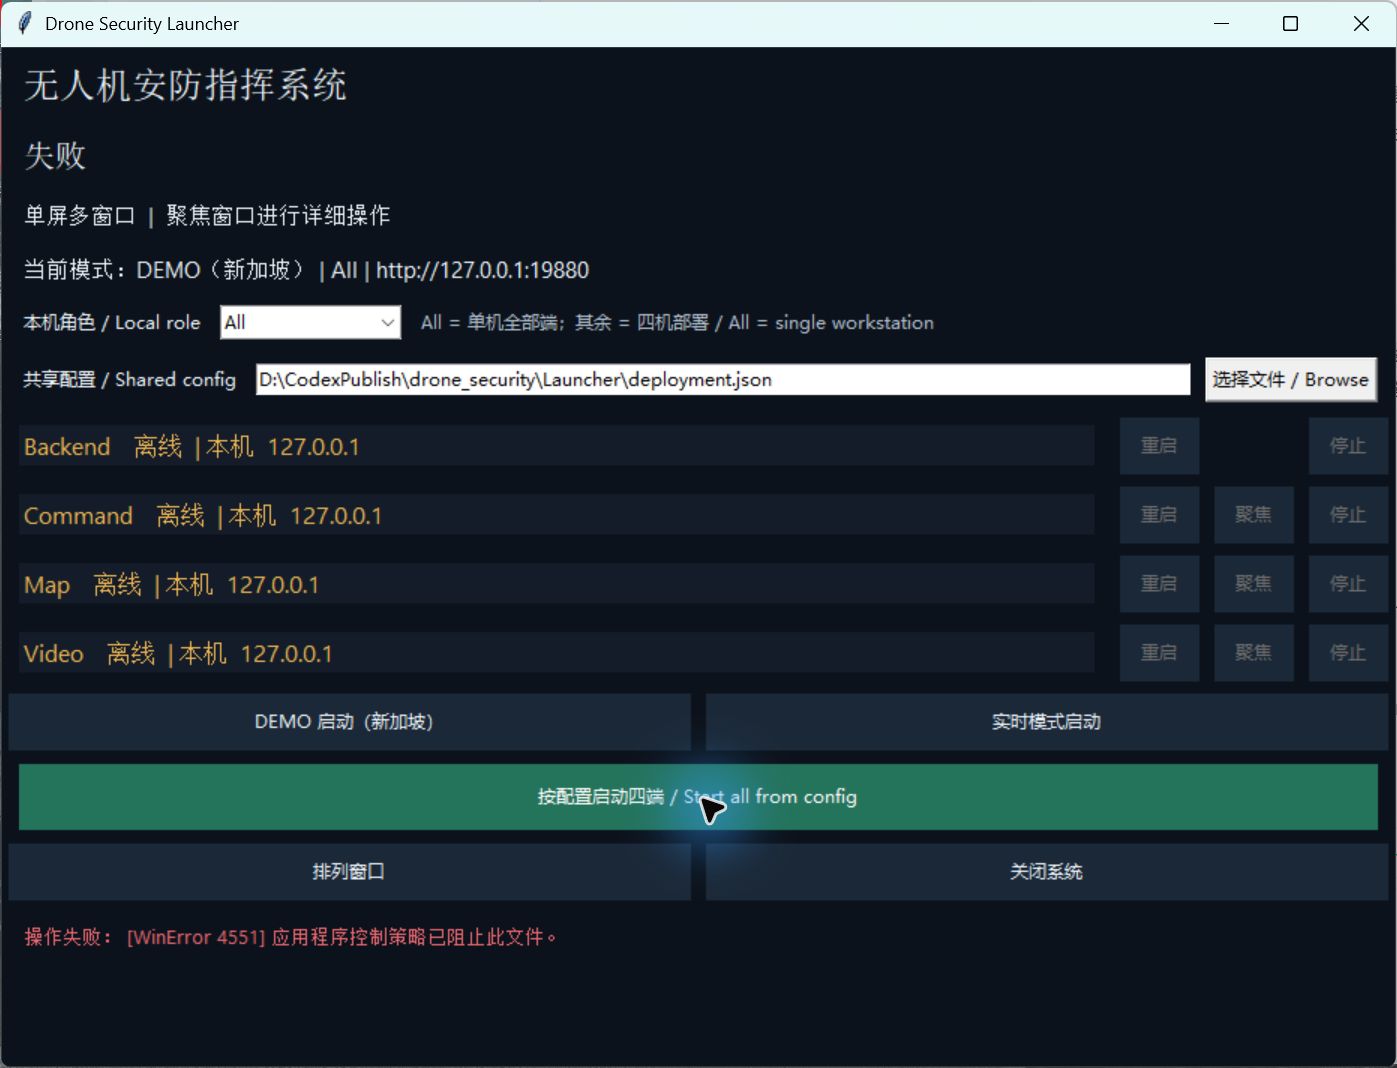 Drone Security Launcher
无人机安防指挥系统
失败
单屏多窗口 | 聚焦窗口进行详细操作
当前模式：DEMO（新加坡） | All | http://127.0.0.1:19880
本机角色 / Local role All All = 单机全部端；其余 = 四机部署 / All = single workstation
共享配置 / Shared config D:\CodexPublish\drone_security\Launcher\deployment.json 选择文件 / Browse
Backend 离线 | 本机 127.0.0.1 重启 停止
Command 离线 | 本机 127.0.0.1 重启 聚焦 停止
Map 离线 | 本机 127.0.0.1 重启 聚焦 停止
Video 离线 | 本机 127.0.0.1 重启 聚焦 停止
DEMO 启动（新加坡） 实时模式启动
按配置启动四端 / Start all from config
排列窗口 关闭系统
操作失败： [WinError 4551] 应用程序控制策略已阻止此文件。